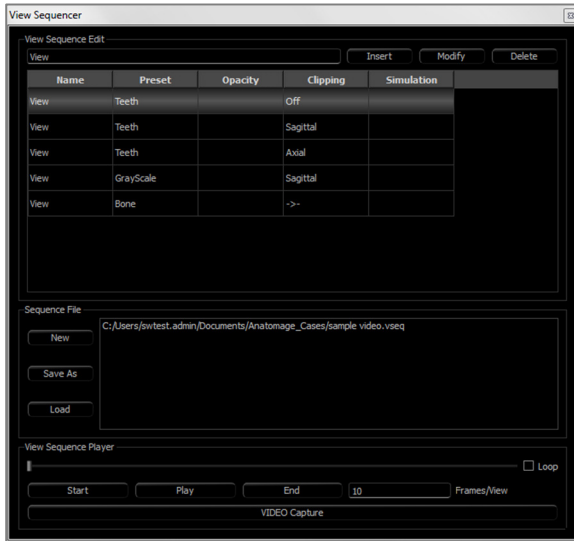 View Sequencer
View Sequence Edit
View Insert Modify Delete
Name Preset Opacity Clipping Simulation
View Teeth Off
View Teeth Sagittal
View Teeth Axial
View GrayScale Sagittal
View Bone ->-
Sequence File
C:/Users/swtest.admin/Documents/Anatomage_Cases/sample video.vseq
New
Save As
Load
View Sequence Player
Loop
Start Play End 10 Frames/View
VIDEO Capture